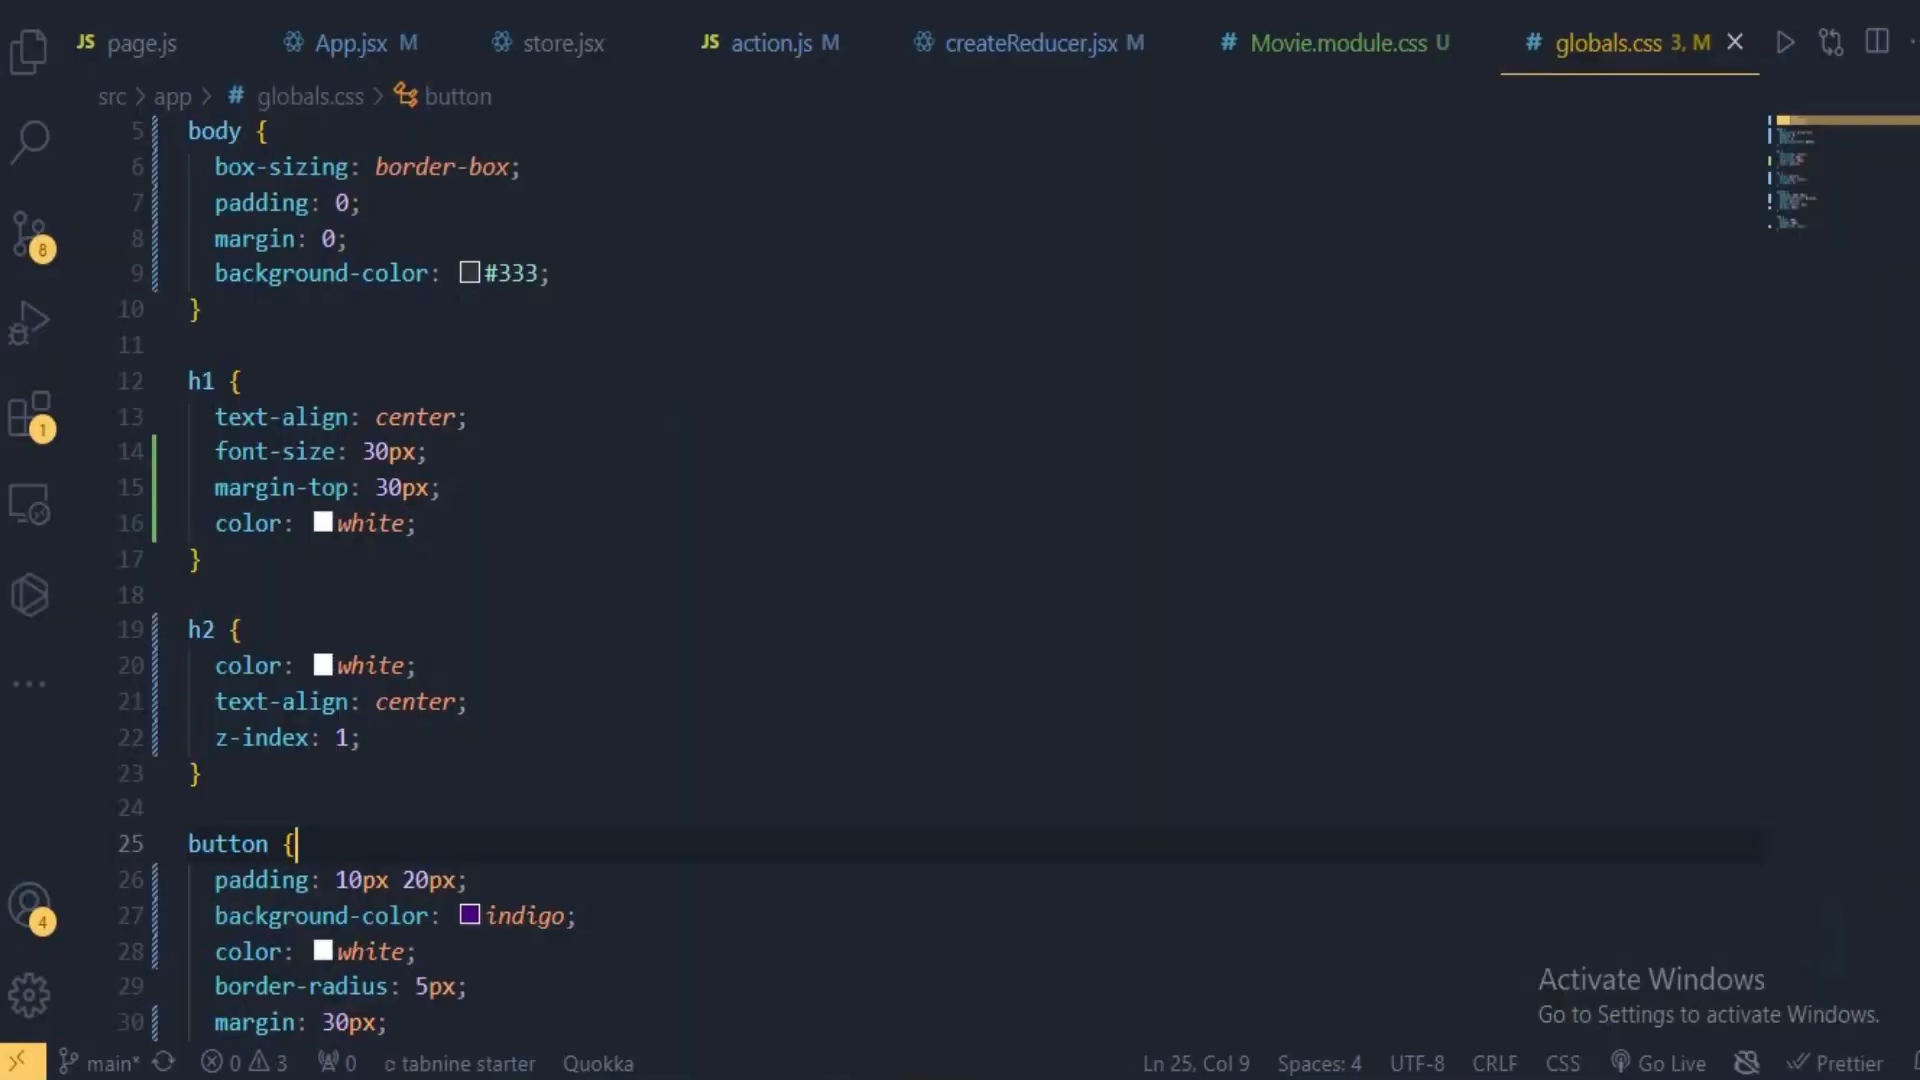 JS page.js App.jsx M store.jsx JS action.js M createReducer.jsx M # Movie.module.css U # globals.css 3, M
src > app > # globals.css > button
5 body {
6 box-sizing: border-box;
7 padding: 0;
8 margin: 0;
9 background-color: #333;
10 }
11
12 h1 {
13 text-align: center;
14 font-size: 30px;
15 margin-top: 30px;
16 color: white;
17 }
18
19 h2 {
20 color: white;
21 text-align: center;
22 z-index: 1;
23 }
24
25 button {
26 padding: 10px 20px;
27 background-color: indigo;
28 color: white;
29 border-radius: 5px;
30 margin: 30px;
8
1
4
Activate Windows
Go to Settings to activate Windows.
main* 0 3 0 tabnine starter Quokka Ln 25, Col 9 Spaces: 4 UTF-8 CRLF CSS Go Live Prettier